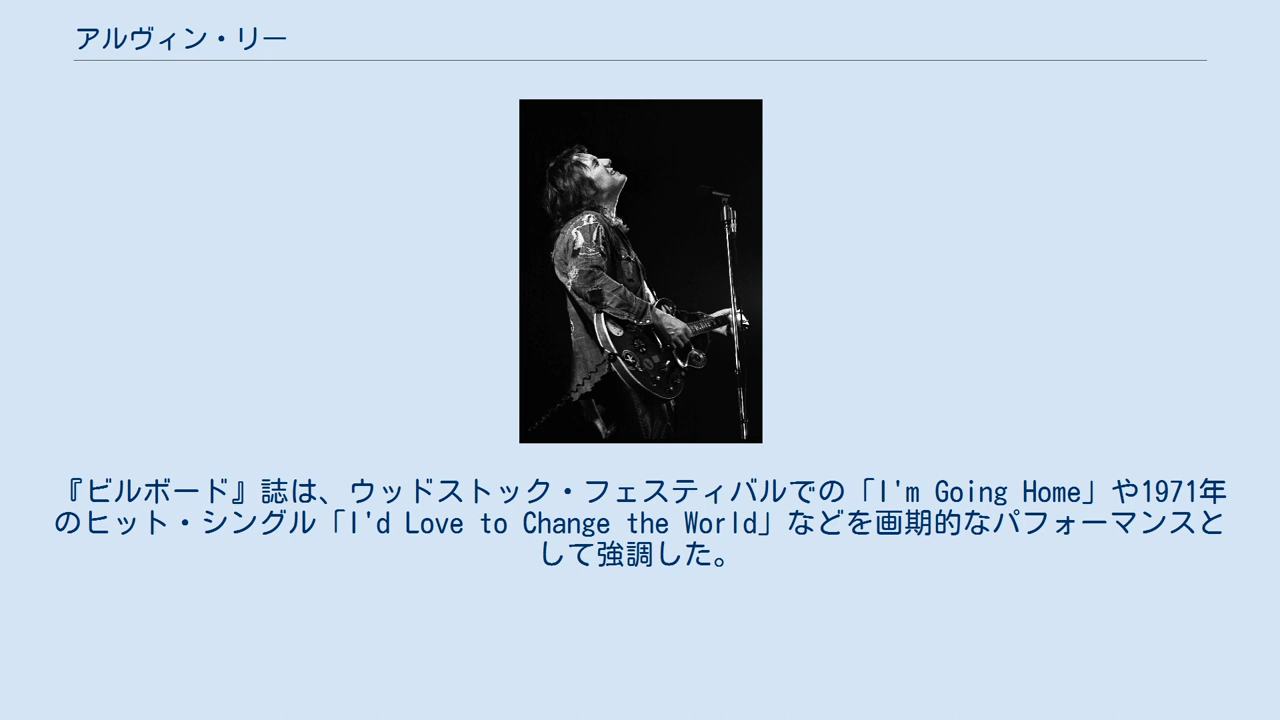 アルヴィン・リー
『ビルボード』誌は、ウッドストック・フェスティバルでの「I'm Going Home」や1971年
のヒット・シングル「I'd Love to Change the World」などを画期的なパフォーマンスと
して強調した。